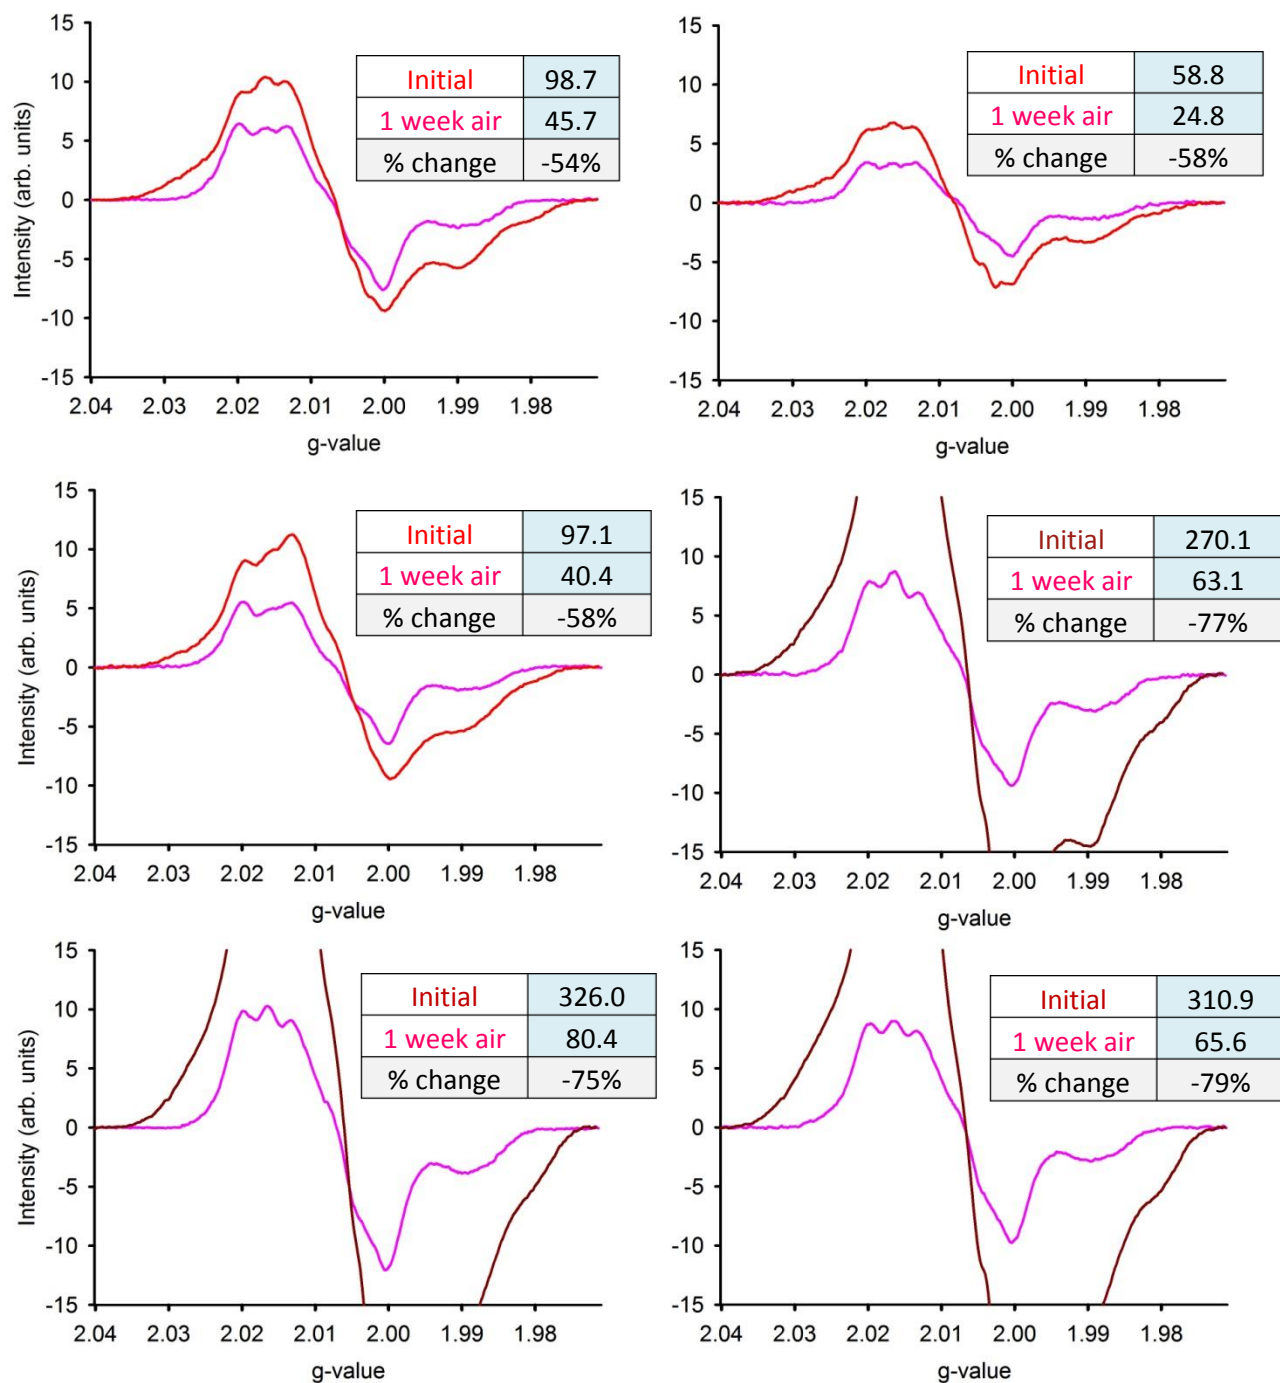 15
10
5
0
-5
-10
-15
Intensity (arb. units)
2.04 2.03 2.02 2.01 2.00 1.99 1.98
g-value
Initial 98.7
1 week air 45.7
% change -54%
15
10
5
0
-5
-10
-15
2.04 2.03 2.02 2.01 2.00 1.99 1.98
g-value
Initial 58.8
1 week air 24.8
% change -58%
15
10
5
0
-5
-10
-15
Intensity (arb. units)
2.04 2.03 2.02 2.01 2.00 1.99 1.98
g-value
Initial 97.1
1 week air 40.4
% change -58%
15
10
5
0
-5
-10
-15
2.04 2.03 2.02 2.01 2.00 1.99 1.98
g-value
Initial 270.1
1 week air 63.1
% change -77%
15
10
5
0
-5
-10
-15
Intensity (arb. units)
2.04 2.03 2.02 2.01 2.00 1.99 1.98
g-value
Initial 326.0
1 week air 80.4
% change -75%
15
10
5
0
-5
-10
-15
2.04 2.03 2.02 2.01 2.00 1.99 1.98
g-value
Initial 310.9
1 week air 65.6
% change -79%